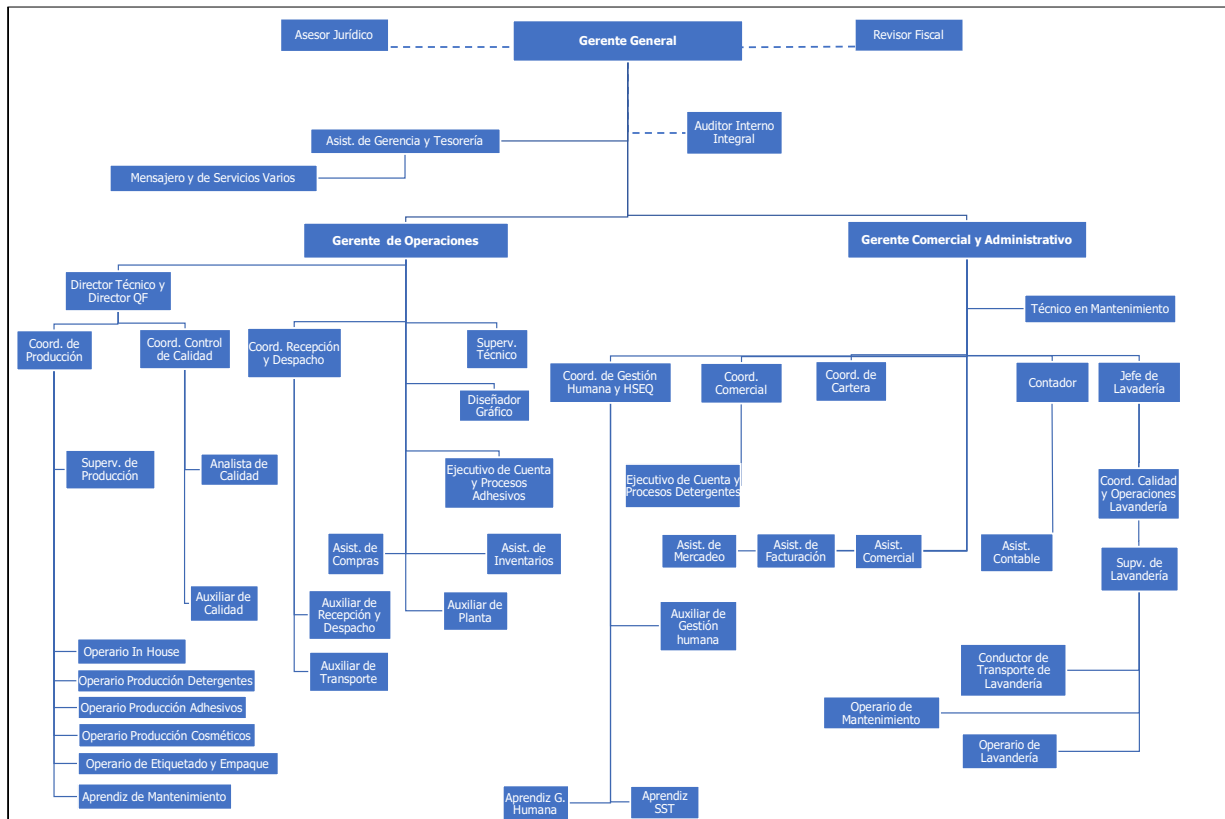 Asesor Jurídico
Gerente General
Revisor Fiscal
Auditor Interno
Integral
Asist. de Gerencia y Tesorería
Mensajero y de Servicios Varios
Gerente de Operaciones
Gerente Comercial y Administrativo
Director Técnico y
Director QF
Técnico en Mantenimiento
Coord. de
Producción
Coord. Control
de Calidad
Coord. Recepción
y Despacho
Superv.
Técnico
Coord. de Gestión
Humana y HSEQ
Coord.
Comercial
Coord. de
Cartera
Contador
Jefe de
Lavadería
Diseñador
Gráfico
Superv. de
Producción
Analista de
Calidad
Ejecutivo de Cuenta
y Procesos
Adhesivos
Ejecutivo de Cuenta y
Procesos Detergentes
Coord. Calidad
y Operaciones
Lavandería
Asist. de
Compras
Asist. de
Inventarios
Asist. de
Mercadeo
Asist. de
Facturación
Asist.
Comercial
Asist.
Contable
Supv. de
Lavandería
Auxiliar de
Calidad
Auxiliar de
Recepción y
Despacho
Auxiliar de
Planta
Auxiliar de
Gestión
humana
Operario In House
Auxiliar de
Transporte
Conductor de
Transporte de
Lavandería
Operario Producción Detergentes
Operario Producción Adhesivos
Operario de
Mantenimiento
Operario Producción Cosméticos
Operario de
Lavandería
Operario de Etiquetado y Empaque
Aprendiz de Mantenimiento
Aprendiz G.
Humana
Aprendiz
SST